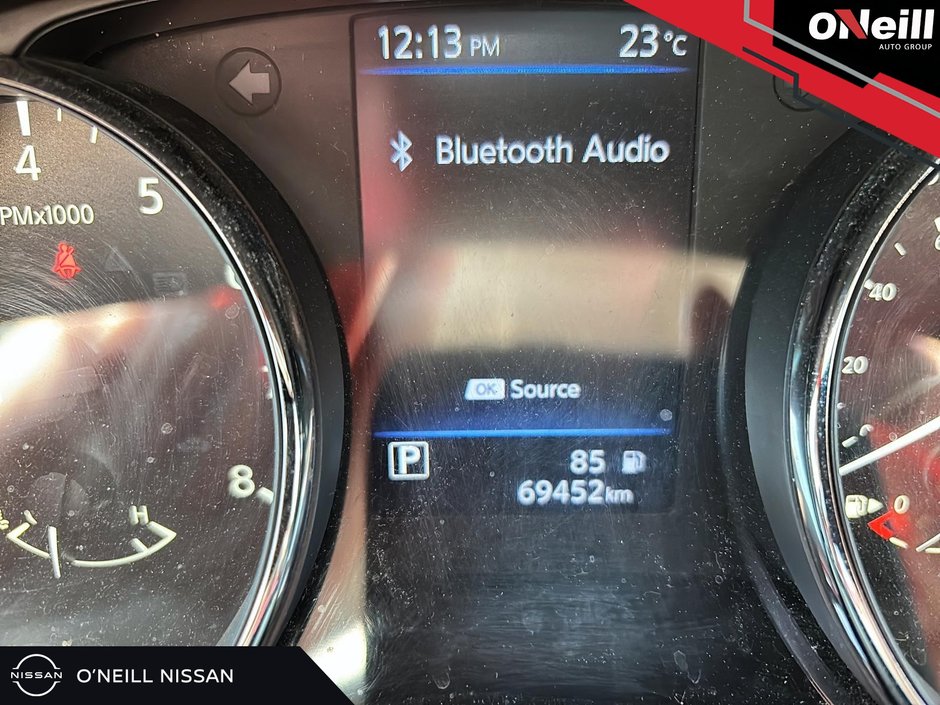 O'Neill
AUTO GROUP
12:13 PM 23°C
Bluetooth Audio
4
5
PMx1000
8
H
40
20
0
OK Source
P 85
69452km
NISSAN O'NEILL NISSAN